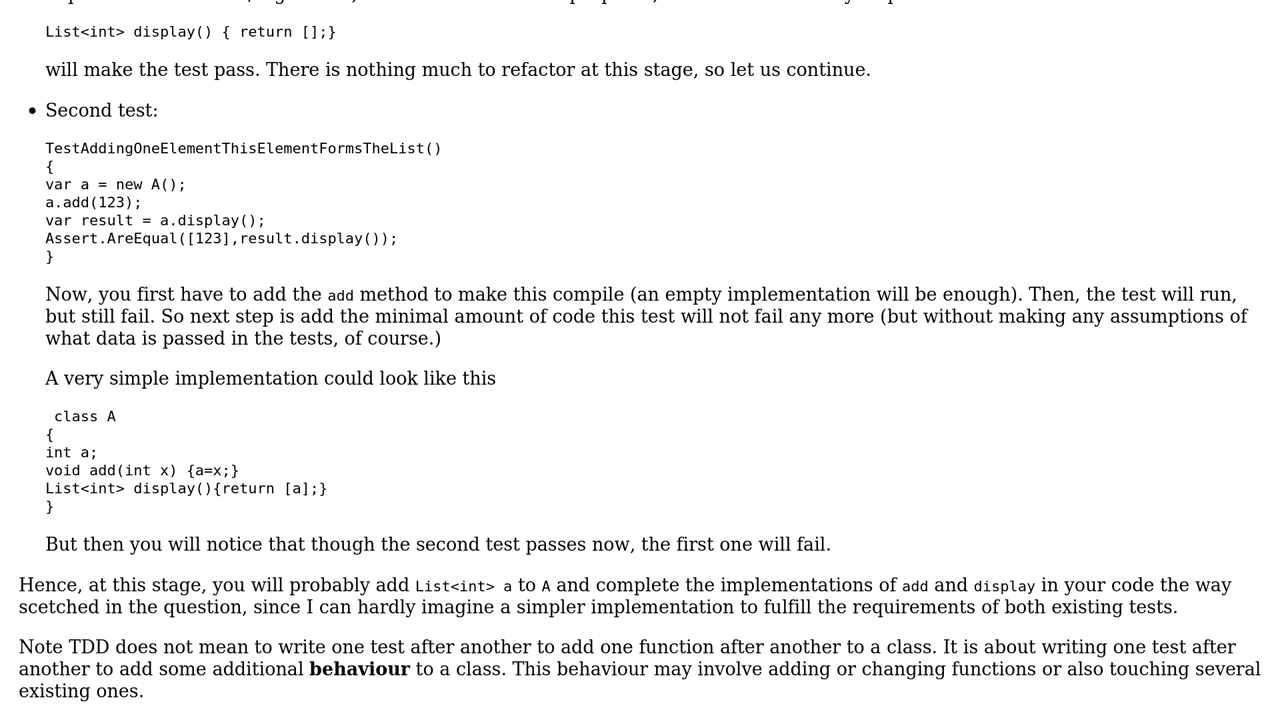 List<int> display() { return [];}
will make the test pass. There is nothing much to refactor at this stage, so let us continue.
• Second test:
TestAddingOneElementThisElementFormsTheList()
{
var a = new A();
a.add(123);
var result = a.display();
Assert.AreEqual([123],result.display());
}
Now, you first have to add the add method to make this compile (an empty implementation will be enough). Then, the test will run,
but still fail. So next step is add the minimal amount of code this test will not fail any more (but without making any assumptions of
what data is passed in the tests, of course.)
A very simple implementation could look like this
class A
{
int a;
void add(int x) {a=x;}
List<int> display(){return [a];}
}
But then you will notice that though the second test passes now, the first one will fail.
Hence, at this stage, you will probably add List<int> a to A and complete the implementations of add and display in your code the way
scetched in the question, since I can hardly imagine a simpler implementation to fulfill the requirements of both existing tests.
Note TDD does not mean to write one test after another to add one function after another to a class. It is about writing one test after
another to add some additional behaviour to a class. This behaviour may involve adding or changing functions or also touching several
existing ones.